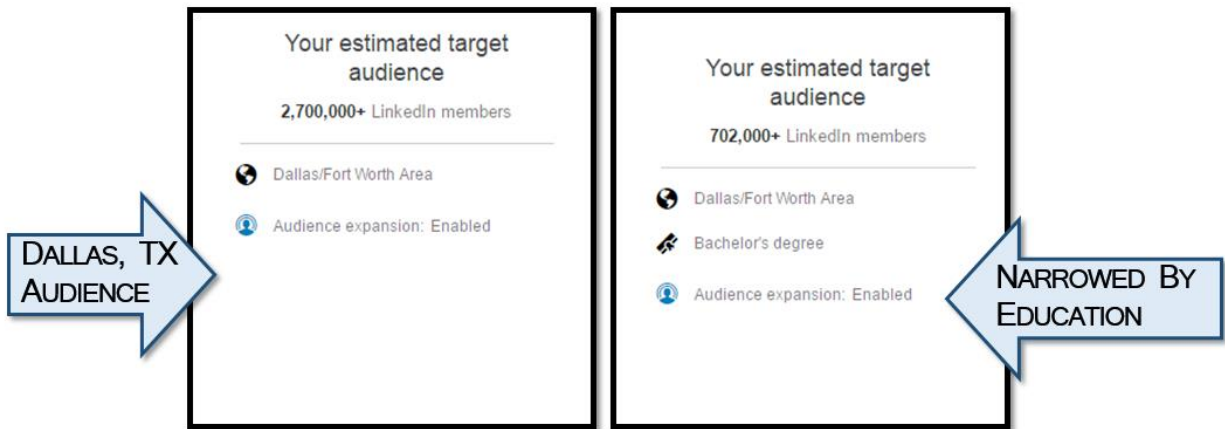 DALLAS, TX
AUDIENCE
Your estimated target
audience
2,700,000+ LinkedIn members
Dallas/Fort Worth Area
Audience expansion: Enabled
Your estimated target
audience
702,000+ LinkedIn members
Dallas/Fort Worth Area
Bachelor's degree
Audience expansion: Enabled
NARROWED BY
EDUCATION